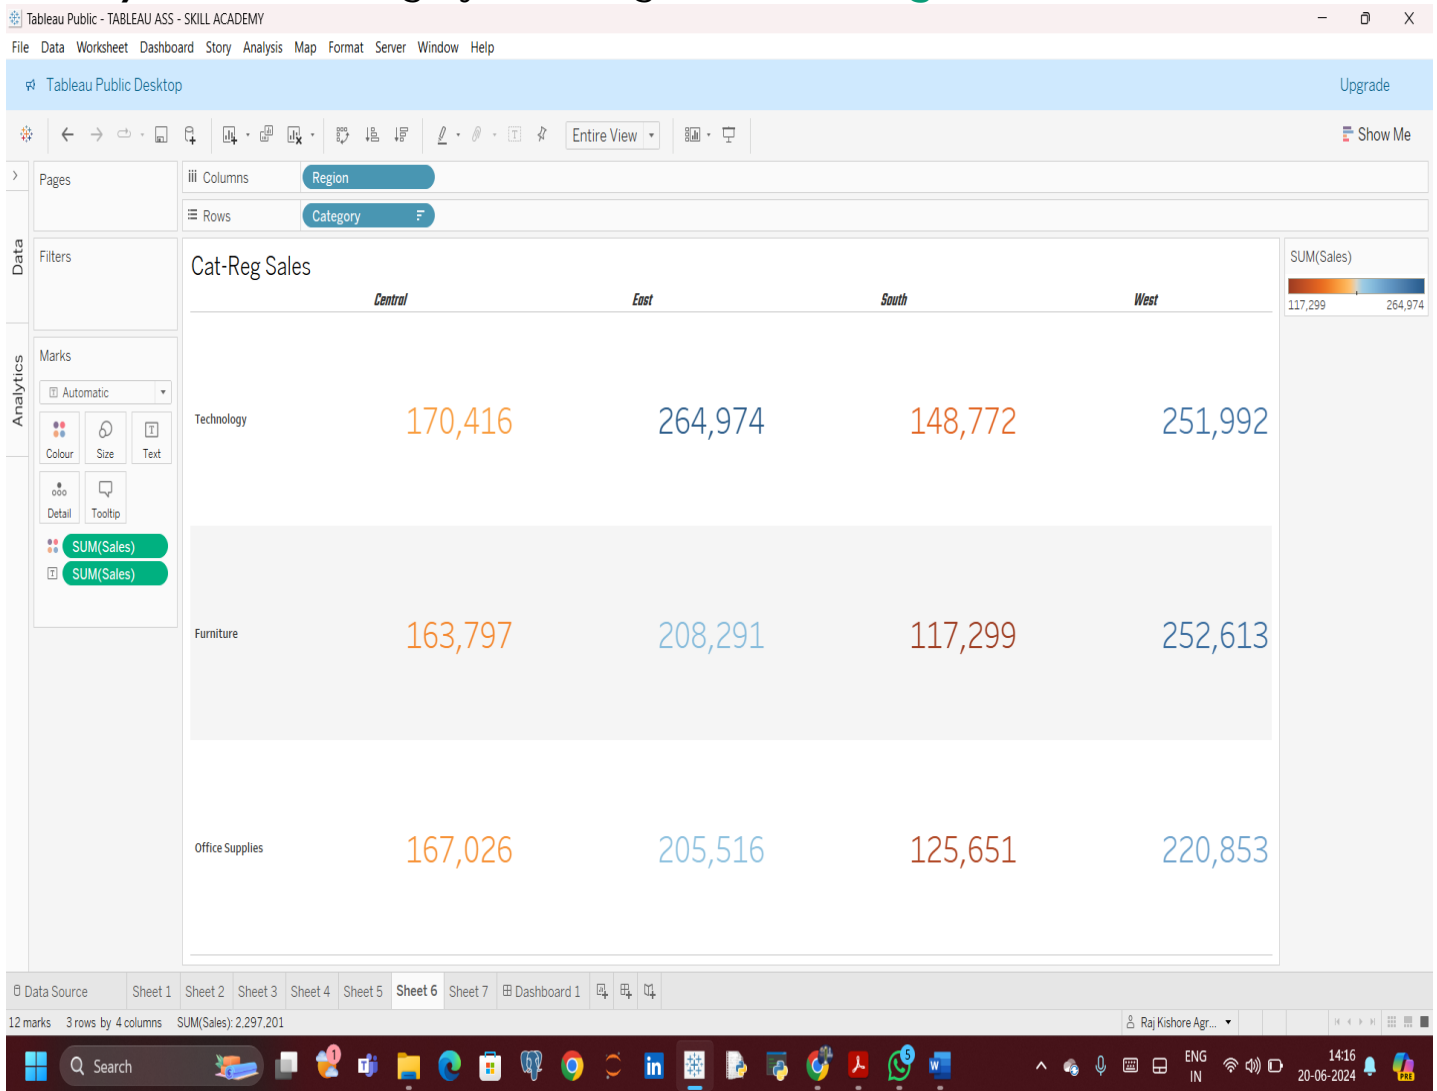 Tableau Public - TABLEAU ASS - SKILL ACADEMY
File Data Worksheet Dashboard Story Analysis Map Format Server Window Help
Tableau Public Desktop Upgrade
Entire View Show Me
Pages
Columns Region
Rows Category
Data
Analytics
Filters
Marks
Automatic
Colour Size Text
Detail Tooltip
SUM(Sales)
SUM(Sales)
Cat-Reg Sales
Central East South West
Technology 170,416 264,974 148,772 251,992
Furniture 163,797 208,291 117,299 252,613
Office Supplies 167,026 205,516 125,651 220,853
SUM(Sales)
117,299 264,974
Data Source Sheet 1 Sheet 2 Sheet 3 Sheet 4 Sheet 5 Sheet 6 Sheet 7 Dashboard 1
12 marks 3 rows by 4 columns SUM(Sales): 2,297,201 Raj Kishore Agr...
Search ENG IN 14:16 20-06-2024